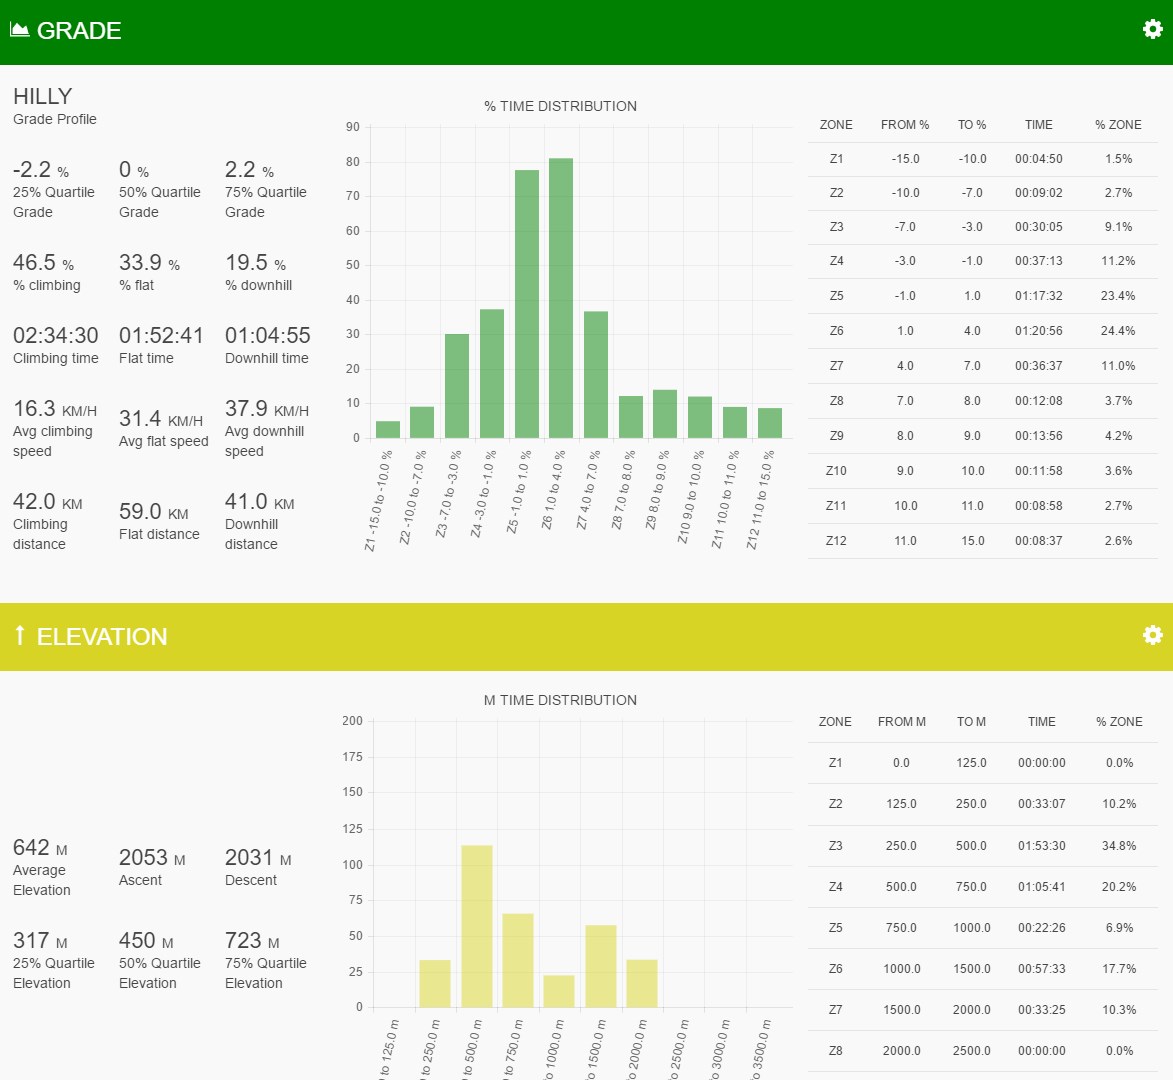 GRADE
HILLY
Grade Profile
-2.2 %
25% Quartile
Grade
0 %
50% Quartile
Grade
2.2 %
75% Quartile
Grade
46.5 %
% climbing
33.9 %
% flat
19.5 %
% downhill
02:34:30
Climbing time
01:52:41
Flat time
01:04:55
Downhill time
16.3 KM/H
Avg climbing
speed
31.4 KM/H
Avg flat speed
37.9 KM/H
Avg downhill
speed
42.0 KM
Climbing
distance
59.0 KM
Flat distance
41.0 KM
Downhill
distance
% TIME DISTRIBUTION
90
80
70
60
50
40
30
20
10
0
Z1 -15.0 to -10.0 %
Z2 -10.0 to -7.0 %
Z3 -7.0 to -3.0 %
Z4 -3.0 to -1.0 %
Z5 -1.0 to 1.0 %
Z6 1.0 to 4.0 %
Z7 4.0 to 7.0 %
Z8 7.0 to 8.0 %
Z9 8.0 to 9.0 %
Z10 9.0 to 10.0 %
Z11 10.0 to 11.0 %
Z12 11.0 to 15.0 %
ZONE FROM % TO % TIME % ZONE
Z1 -15.0 -10.0 00:04:50 1.5%
Z2 -10.0 -7.0 00:09:02 2.7%
Z3 -7.0 -3.0 00:30:05 9.1%
Z4 -3.0 -1.0 00:37:13 11.2%
Z5 -1.0 1.0 01:17:32 23.4%
Z6 1.0 4.0 01:20:56 24.4%
Z7 4.0 7.0 00:36:37 11.0%
Z8 7.0 8.0 00:12:08 3.7%
Z9 8.0 9.0 00:13:56 4.2%
Z10 9.0 10.0 00:11:58 3.6%
Z11 10.0 11.0 00:08:58 2.7%
Z12 11.0 15.0 00:08:37 2.6%
ELEVATION
642 M
Average
Elevation
2053 M
Ascent
2031 M
Descent
317 M
25% Quartile
Elevation
450 M
50% Quartile
Elevation
723 M
75% Quartile
Elevation
M TIME DISTRIBUTION
200
175
150
125
100
75
50
25
0
to 125.0 m
to 250.0 m
to 500.0 m
to 750.0 m
to 1000.0 m
to 1500.0 m
to 2000.0 m
to 2500.0 m
to 3000.0 m
to 3500.0 m
ZONE FROM M TO M TIME % ZONE
Z1 0.0 125.0 00:00:00 0.0%
Z2 125.0 250.0 00:33:07 10.2%
Z3 250.0 500.0 01:53:30 34.8%
Z4 500.0 750.0 01:05:41 20.2%
Z5 750.0 1000.0 00:22:26 6.9%
Z6 1000.0 1500.0 00:57:33 17.7%
Z7 1500.0 2000.0 00:33:25 10.3%
Z8 2000.0 2500.0 00:00:00 0.0%